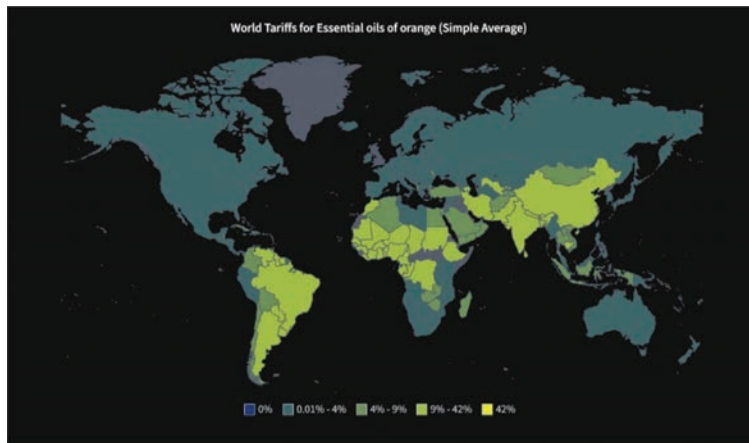 World Tariffs for Essential oils of orange (Simple Average)
0% 0.01% - 4% 4% - 9% 9% - 42% 42%